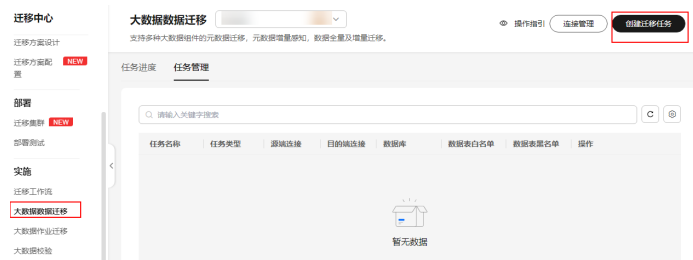 迁移中心
迁移方案设计
迁移方案配置 NEW
部署
迁移集群 NEW
部署测试
实施
迁移工作流
大数据数据迁移
大数据作业迁移
大数据校验
大数据数据迁移
支持多种大数据组件的元数据迁移，元数据增量感知，数据全量及增量迁移。
操作指引 连接管理 创建迁移任务
任务进度 任务管理
请输入关键字搜索
任务名称 任务类型 源端连接 目的端连接 数据库 数据表白名单 数据表黑名单 操作
暂无数据